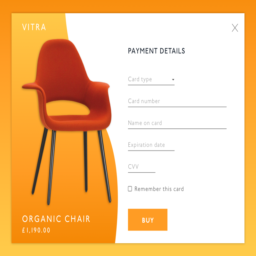 VITRA
X
PAYMENT DETAILS
Card type
Card number
Name on card
Expiration date
CVV
Remember this card
ORGANIC CHAIR
£1,190.00
BUY